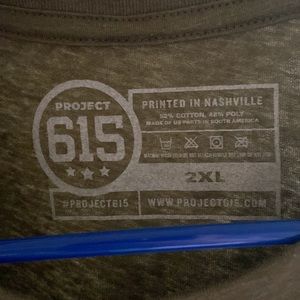 PROJECT
615
PRINTED IN NASHVILLE
52% COTTON, 48% POLY
MADE OF US PARTS IN SOUTH AMERICA
2XL
#PROJECT615
WWW.PROJECT615.COM